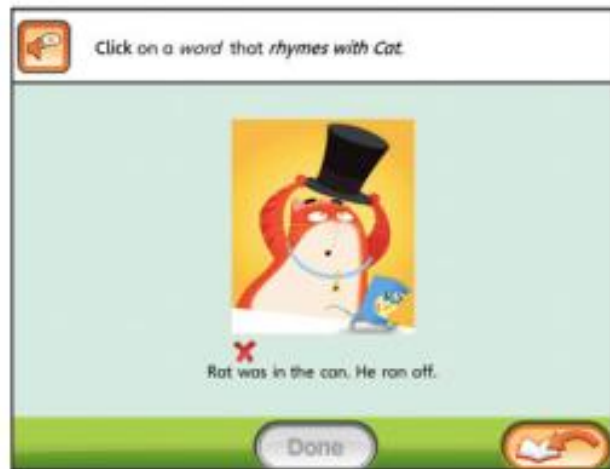 Click on a word that rhymes with Cat.
Rat was in the can. He ran off.
Done